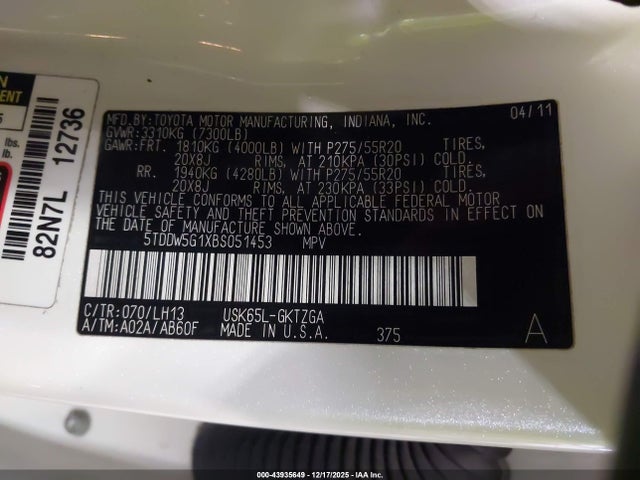 MFD.BY:TOYOTA MOTOR MANUFACTURING, INDIANA, INC. 04/11
GVWR:3310KG (7300LB)
GAWR:FRT. 1810KG (4000LB) WITH P275/55R20 TIRES,
20X8J RIMS, AT 210KPA (30PSI) COLD.
RR. 1940KG (4280LB) WITH P275/55R20 TIRES,
20X8J RIMS, AT 230KPA (33PSI) COLD.
THIS VEHICLE CONFORMS TO ALL APPLICABLE FEDERAL MOTOR
VEHICLE SAFETY AND THEFT PREVENTION STANDARDS IN EFFECT ON
THE DATE OF MANUFACTURE SHOWN ABOVE.
5TDDW5G1XBS051453 MPV
C/TR:070/LH13 USK65L-GKTZGA
A/TM:A02A/AB60F MADE IN U.S.A. 375 A
82N7L 12736
lbs.
lb.
000-43935649 - 12/17/2025 - IAA Inc.